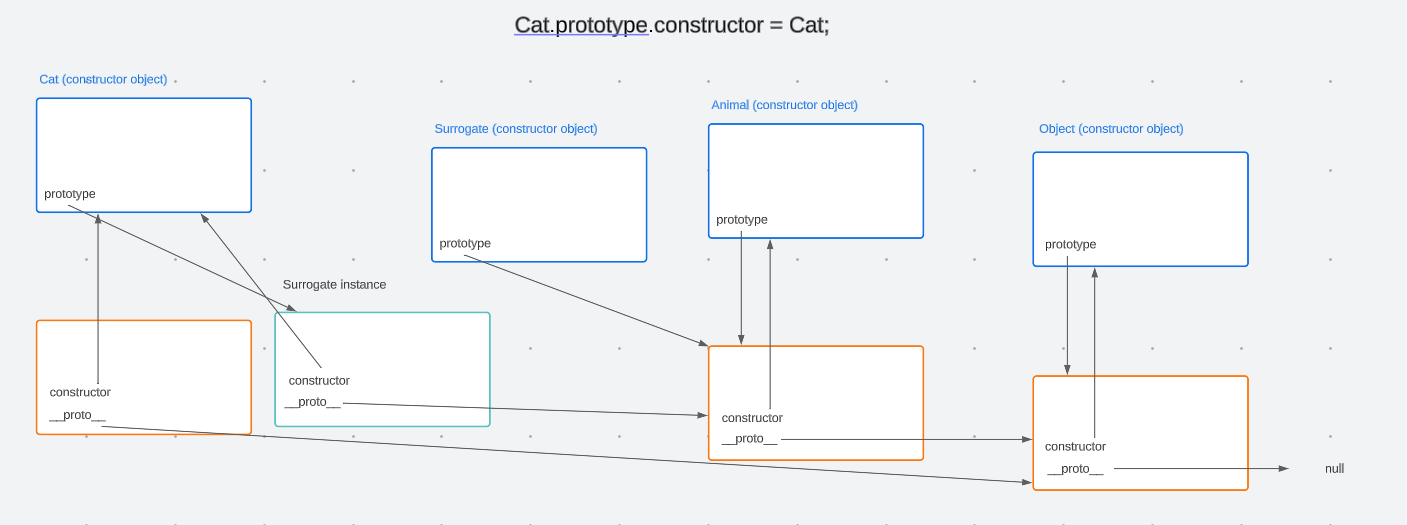 Cat.prototype.constructor = Cat;
Cat (constructor object)
prototype
Surrogate (constructor object)
prototype
Animal (constructor object)
prototype
Object (constructor object)
prototype
constructor
__proto__
Surrogate instance
constructor
__proto__
constructor
__proto__
constructor
__proto__
null